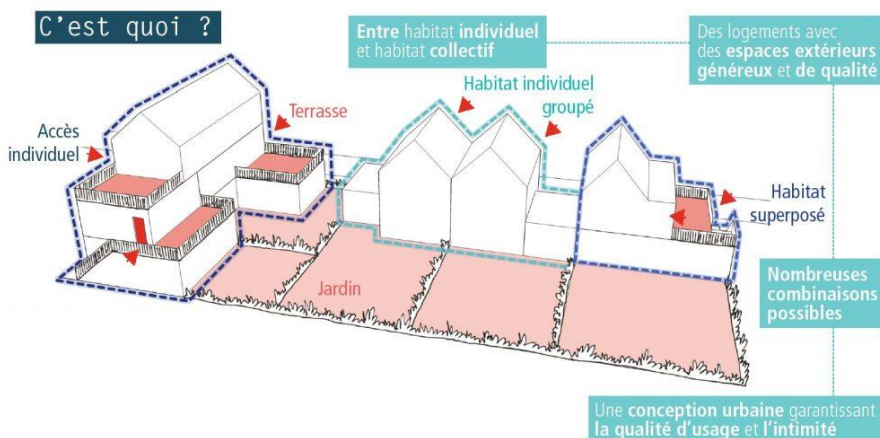 C'est quoi ?
Entre habitat individuel
et habitat collectif
Des logements avec
des espaces extérieurs
généreux et de qualité
Habitat individuel
groupé
Terrasse
Accès
individuel
Habitat
superposé
Jardin
Nombreuses
combinaisons
possibles
Une conception urbaine garantissant
la qualité d'usage et l'intimité